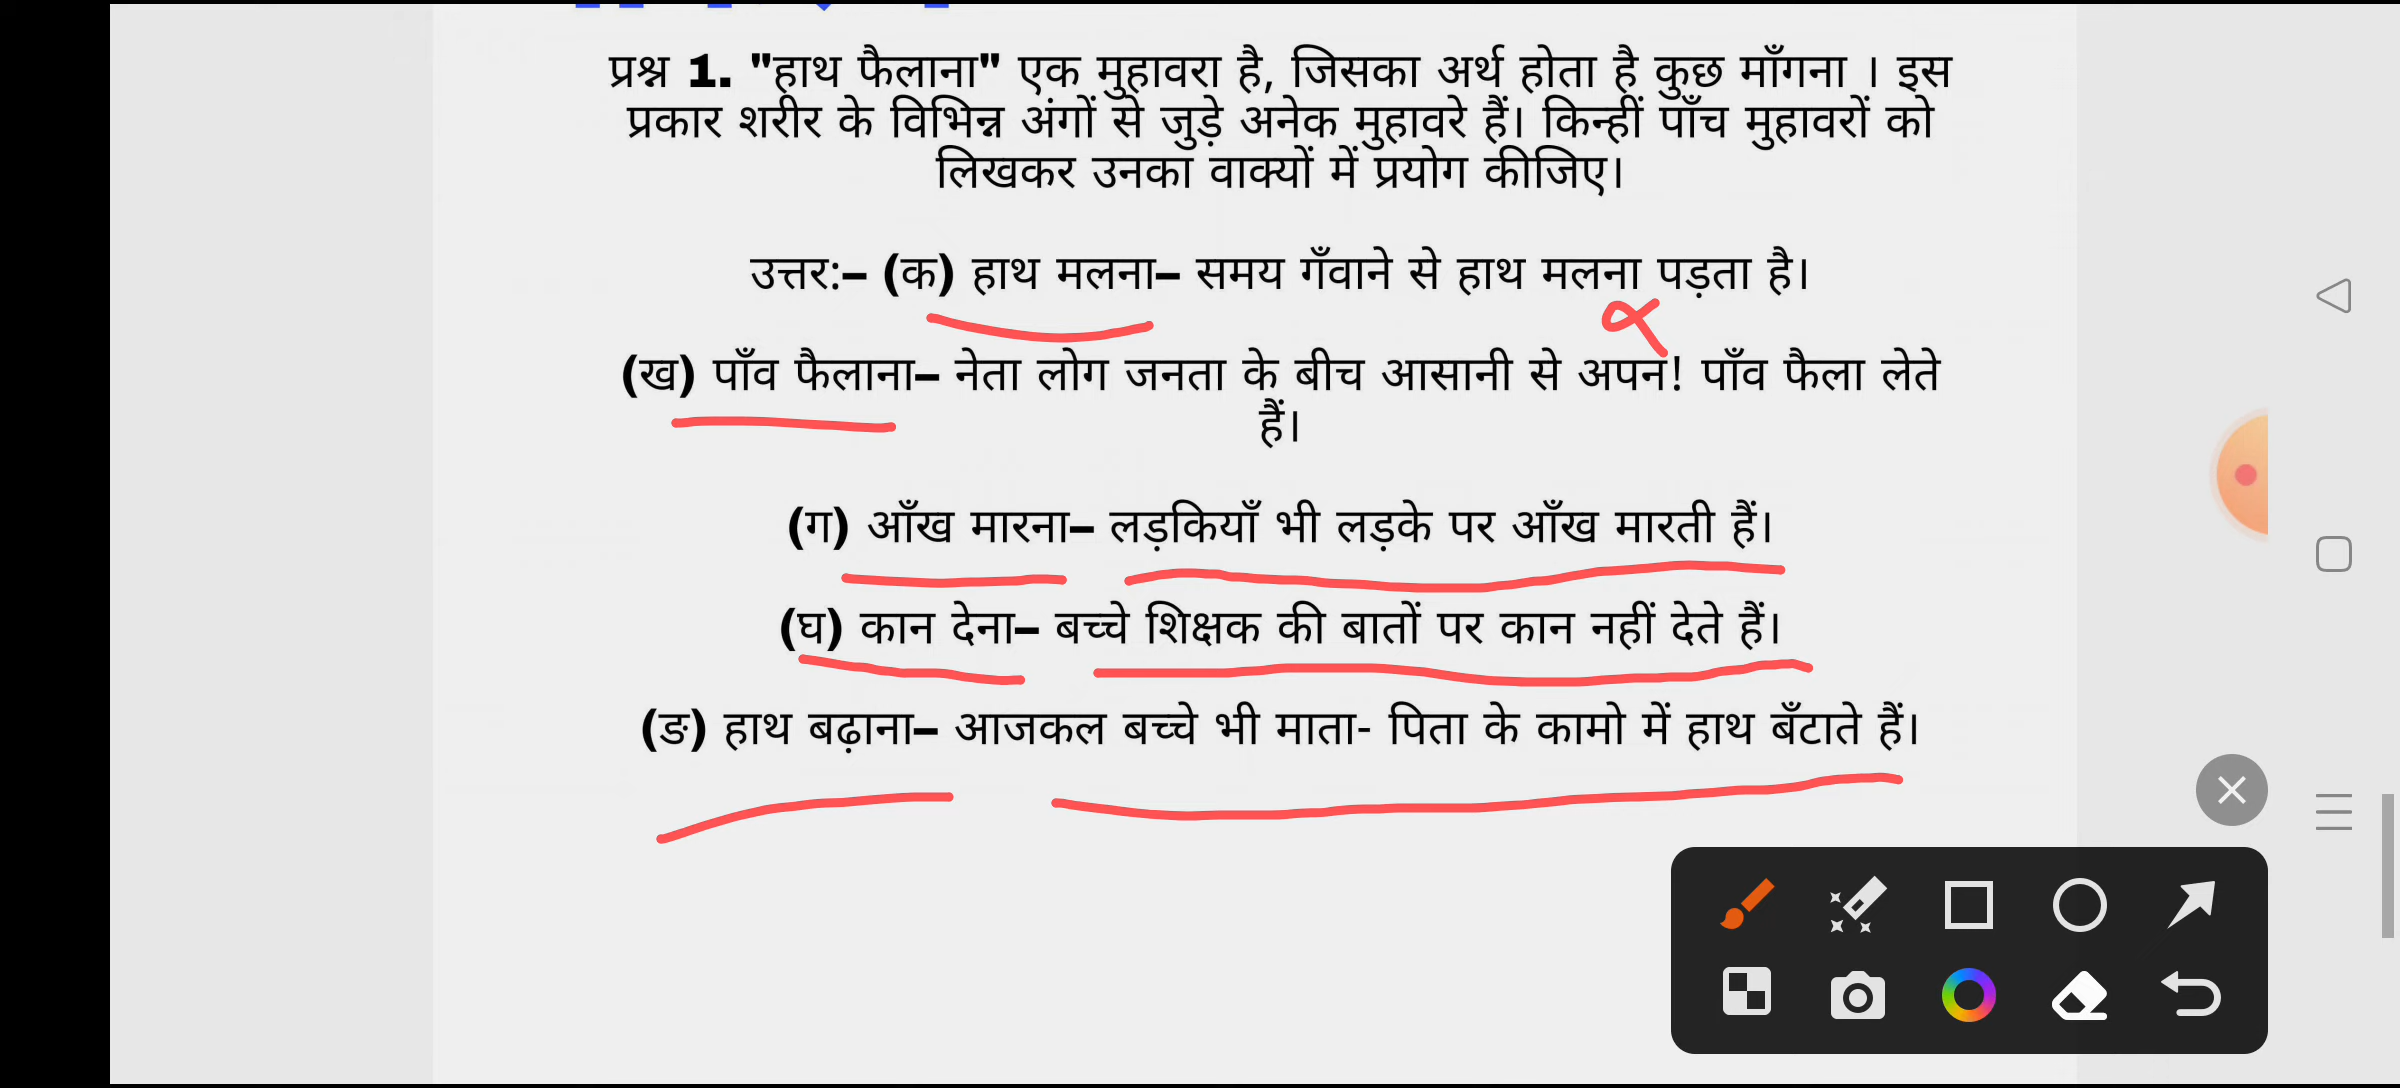 प्रश्न 1. "हाथ फैलाना" एक मुहावरा है, जिसका अर्थ होता है कुछ माँगना । इस
प्रकार शरीर के विभिन्न अंगों से जुड़े अनेक मुहावरे हैं। किन्हीं पाँच मुहावरों को
लिखकर उनका वाक्यों में प्रयोग कीजिए।
उत्तर:– (क) हाथ मलना– समय गँवाने से हाथ मलना पड़ता है।
(ख) पाँव फैलाना– नेता लोग जनता के बीच आसानी से अपन! पाँव फैला लेते
हैं।
(ग) आँख मारना– लड़कियाँ भी लड़के पर आँख मारती हैं।
(घ) कान देना– बच्चे शिक्षक की बातों पर कान नहीं देते हैं।
(ङ) हाथ बढ़ाना– आजकल बच्चे भी माता- पिता के कामो में हाथ बँटाते हैं।